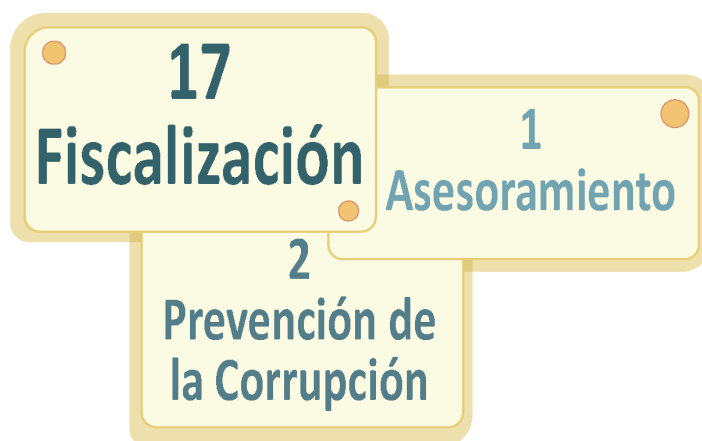 17
Fiscalización
1
Asesoramiento
2
Prevención de
la Corrupción